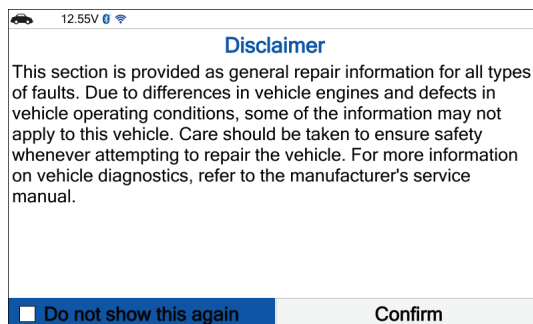 12.55V
Disclaimer
This section is provided as general repair information for all types
of faults. Due to differences in vehicle engines and defects in
vehicle operating conditions, some of the information may not
apply to this vehicle. Care should be taken to ensure safety
whenever attempting to repair the vehicle. For more information
on vehicle diagnostics, refer to the manufacturer's service
manual.
Do not show this again Confirm